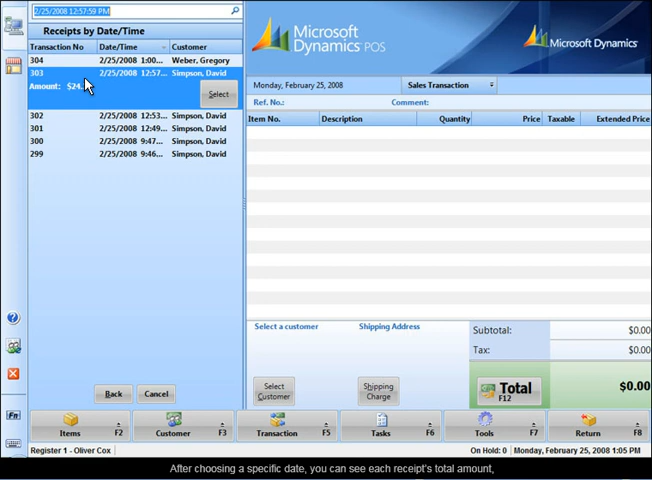 2/25/2008 12:57:59 PM
Receipts by Date/Time
Transaction No Date/Time Customer
304 2/25/2008 1:00... Weber, Gregory
303 2/25/2008 12:57... Simpson, David
Amount: $24...
Select
302 2/25/2008 12:53... Simpson, David
301 2/25/2008 12:49... Simpson, David
300 2/25/2008 9:47... Simpson, David
299 2/25/2008 9:46... Simpson, David
Back Cancel
Microsoft
Dynamics POS
Microsoft
Dynamics
Monday, February 25, 2008 Sales Transaction
Ref. No.: Comment:
Item No. Description Quantity Price Taxable Extended Price
Select a customer Shipping Address
Subtotal: $0.00
Tax: $0.00
Select
Customer
Shipping
Charge
Total
F12
$0.00
Items F2 Customer F3 Transaction F5 Tasks F6 Tools F7 Return F8
Fn
Register 1 - Oliver Cox On Hold: 0 Monday, February 25, 2008 1:05 PM
After choosing a specific date, you can see each receipt's total amount,